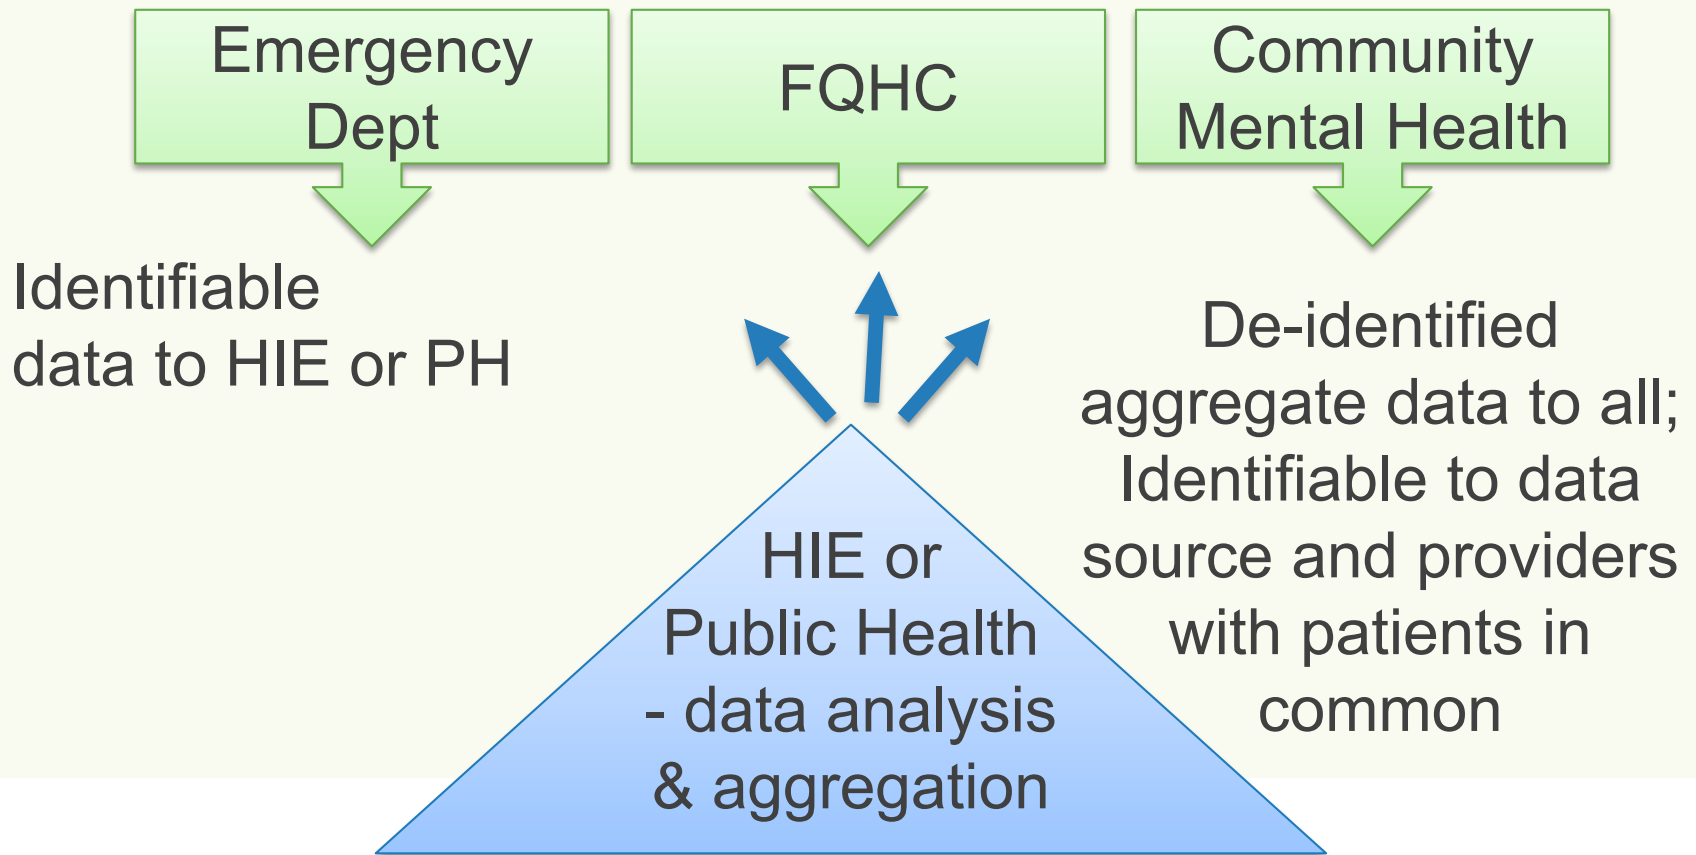 Emergency
Dept
FQHC
Community
Mental Health
Identifiable
data to HIE or PH
De-identified
aggregate data to all;
Identifiable to data
source and providers
with patients in
common
HIE or
Public Health
- data analysis
& aggregation